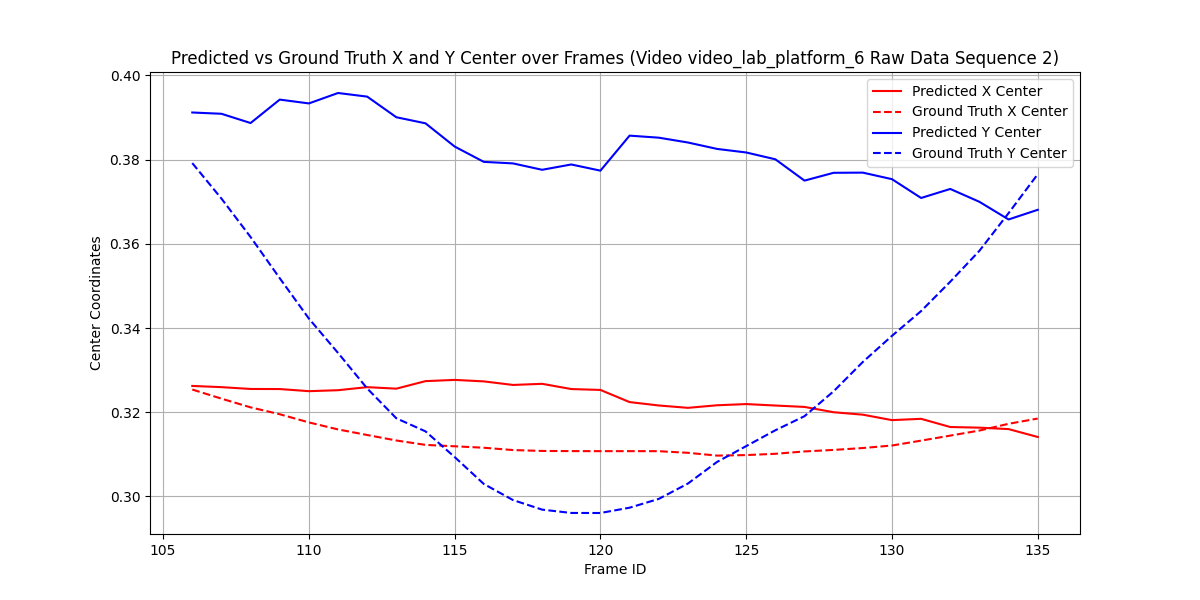 Predicted vs Ground Truth X and Y Center over Frames (Video video_lab_platform_6 Raw Data Sequence 2)
Predicted X Center
Ground Truth X Center
Predicted Y Center
Ground Truth Y Center
Center Coordinates
0.40
0.38
0.36
0.34
0.32
0.30
105 110 115 120 125 130 135
Frame ID